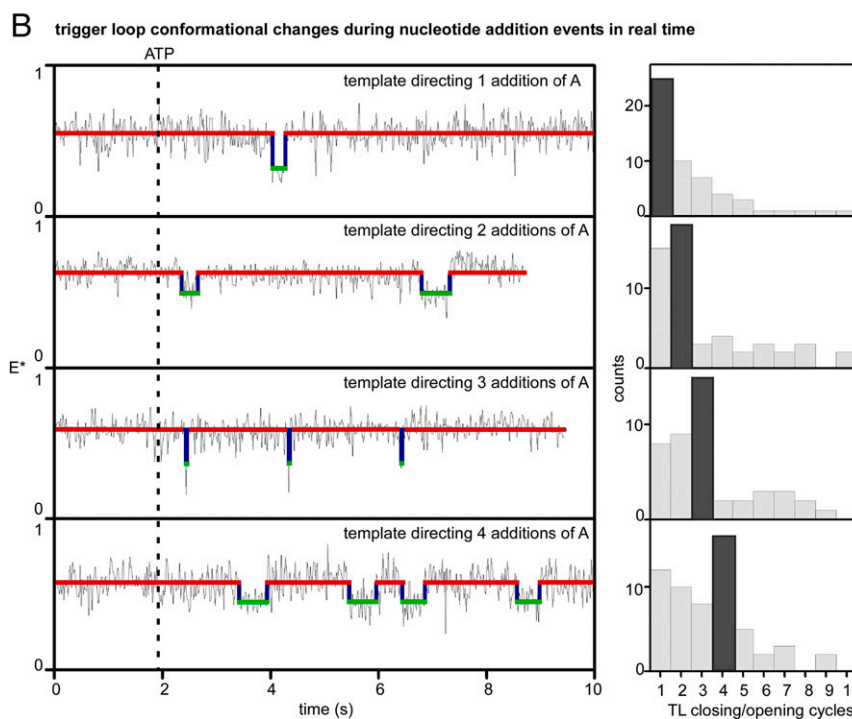 B trigger loop conformational changes during nucleotide addition events in real time
ATP
1
template directing 1 addition of A
0
1
template directing 2 additions of A
0
E*
1
template directing 3 additions of A
0
1
template directing 4 additions of A
0
0 2 4 6 8 10
time (s)
20
10
0
10
0
counts
10
0
10
0
1 2 3 4 5 6 7 8 9 1
TL closing/opening cycles